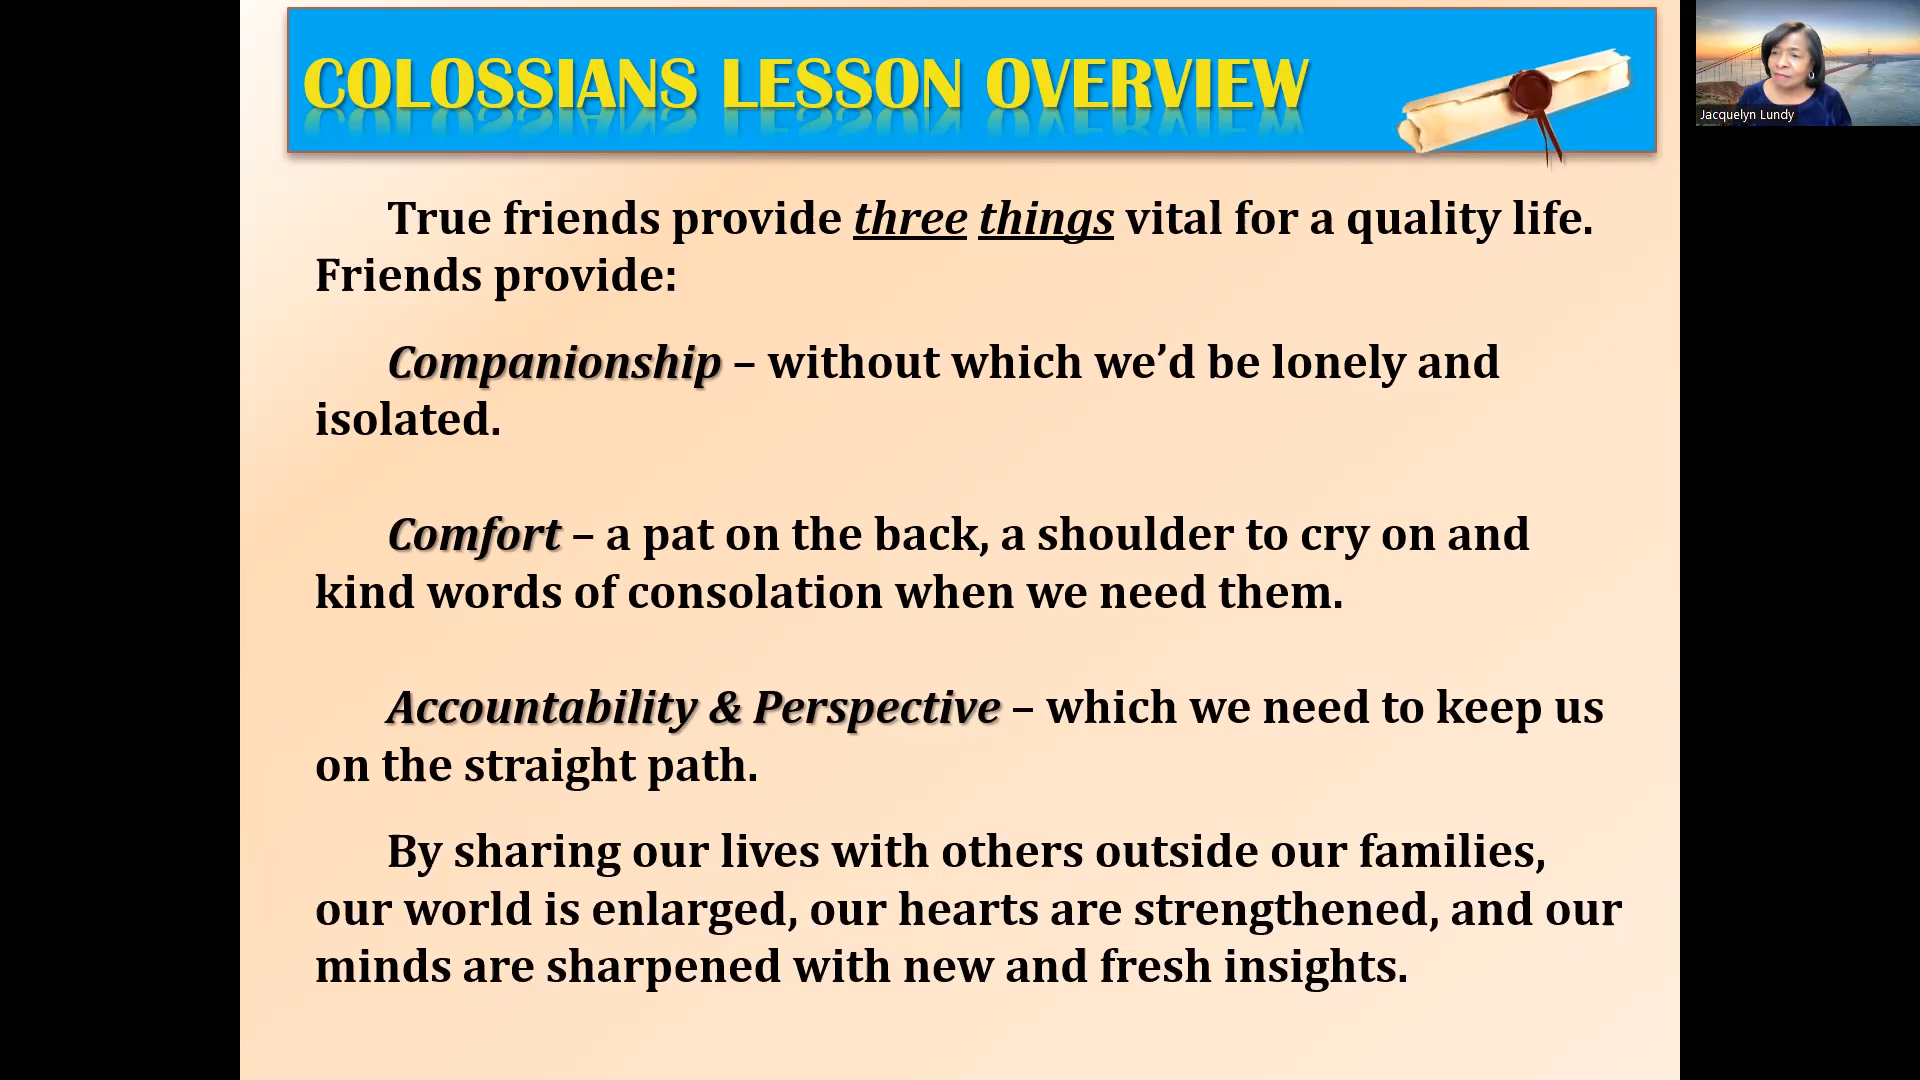 COLOSSIANS LESSON OVERVIEW
Jacquelyn Lundy
True friends provide three things vital for a quality life.
Friends provide:
Companionship – without which we’d be lonely and
isolated.
Comfort – a pat on the back, a shoulder to cry on and
kind words of consolation when we need them.
Accountability & Perspective – which we need to keep us
on the straight path.
By sharing our lives with others outside our families,
our world is enlarged, our hearts are strengthened, and our
minds are sharpened with new and fresh insights.